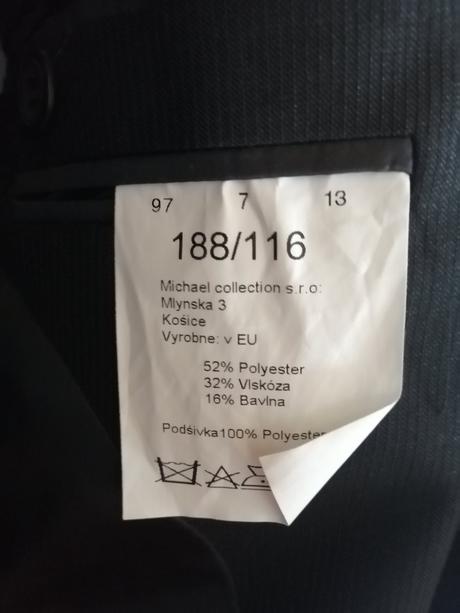 97 7 13
188/116
Michael collection s.r.o:
Mlynska 3
Košice
Vyrobne: v EU
52% Polyester
32% Vlskóza
16% Bavlna
Podšivka100% Polyester